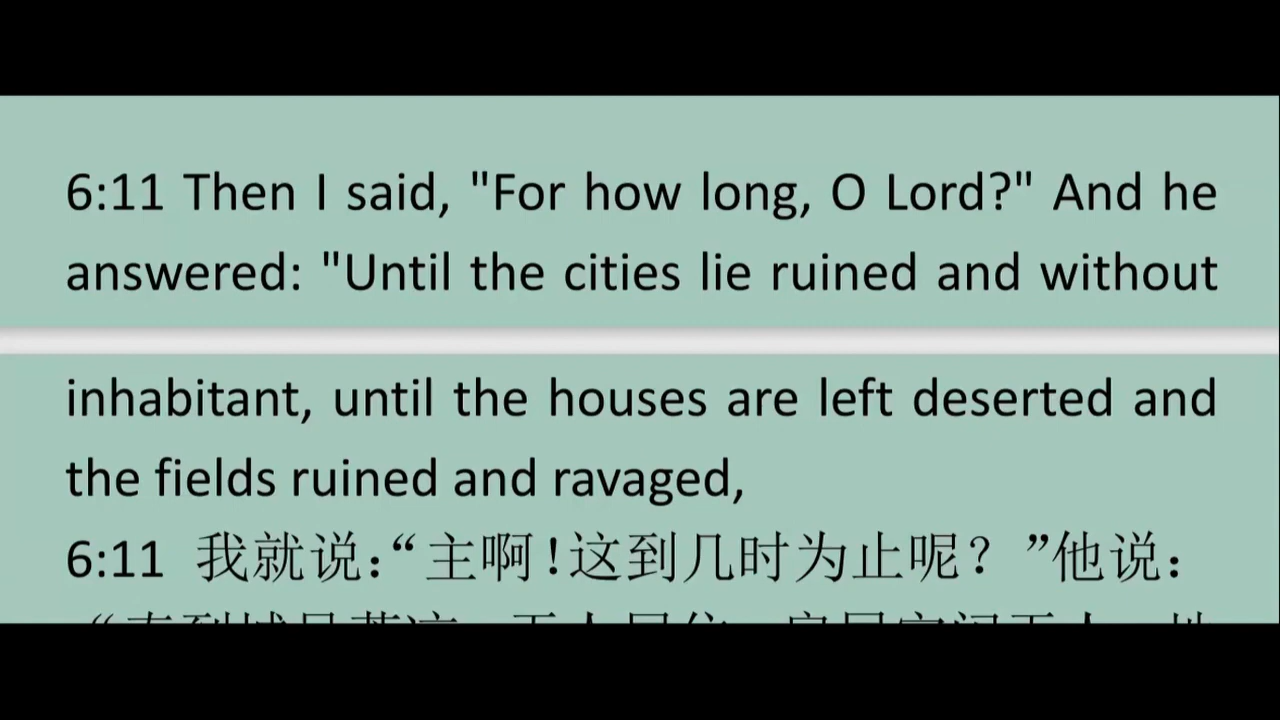 6:11 Then I said, "For how long, O Lord?" And he
answered: "Until the cities lie ruined and without
inhabitant, until the houses are left deserted and
the fields ruined and ravaged,
6:11 我就说：“主啊！这到几时为止呢？”他说：